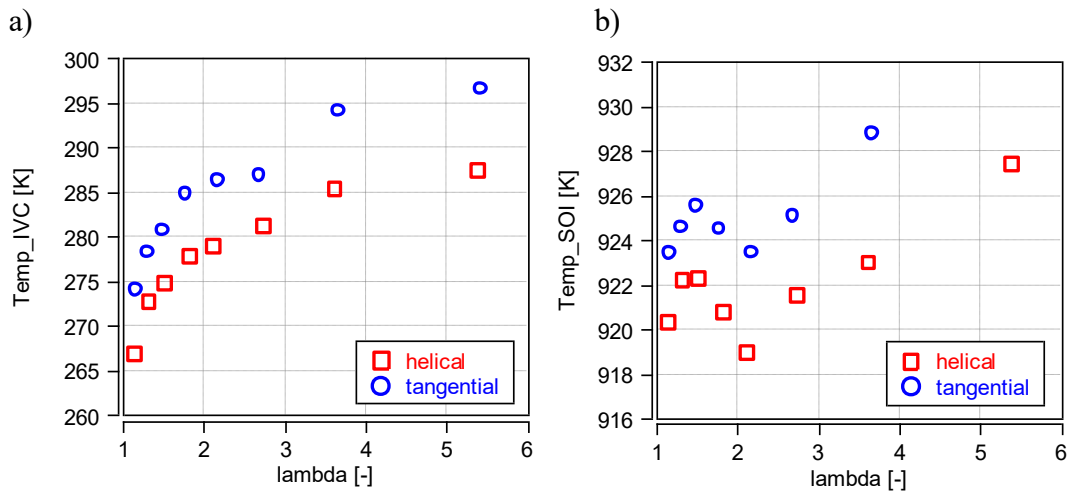 a)
300
295
290
285
280
275
270
265
260
Temp_IVC [K]
helical
tangential
1 2 3 4 5 6
lambda [-]
b)
932
930
928
926
924
922
920
918
916
Temp_SOI [K]
helical
tangential
1 2 3 4 5 6
lambda [-]